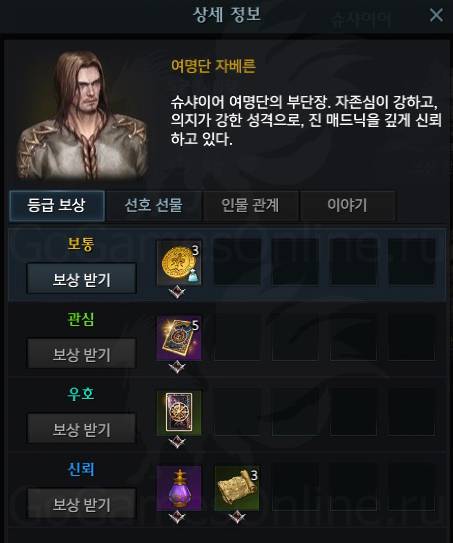 슈사이어
상세 정보
여명단 자베른
슈샤이어 여명단의 부단장. 자존심이 강하고,
의지가 강한 성격으로, 진 매드닉을 깊게 신뢰
하고 있다.
등급 보상 선호 선물 인물 관계 이야기
보통
3
보상 받기
GoGamesOnline.ru
관심
5
보상 받기
우호
보상 받기
신뢰
3
보상 받기
GoGamesOnline.ru